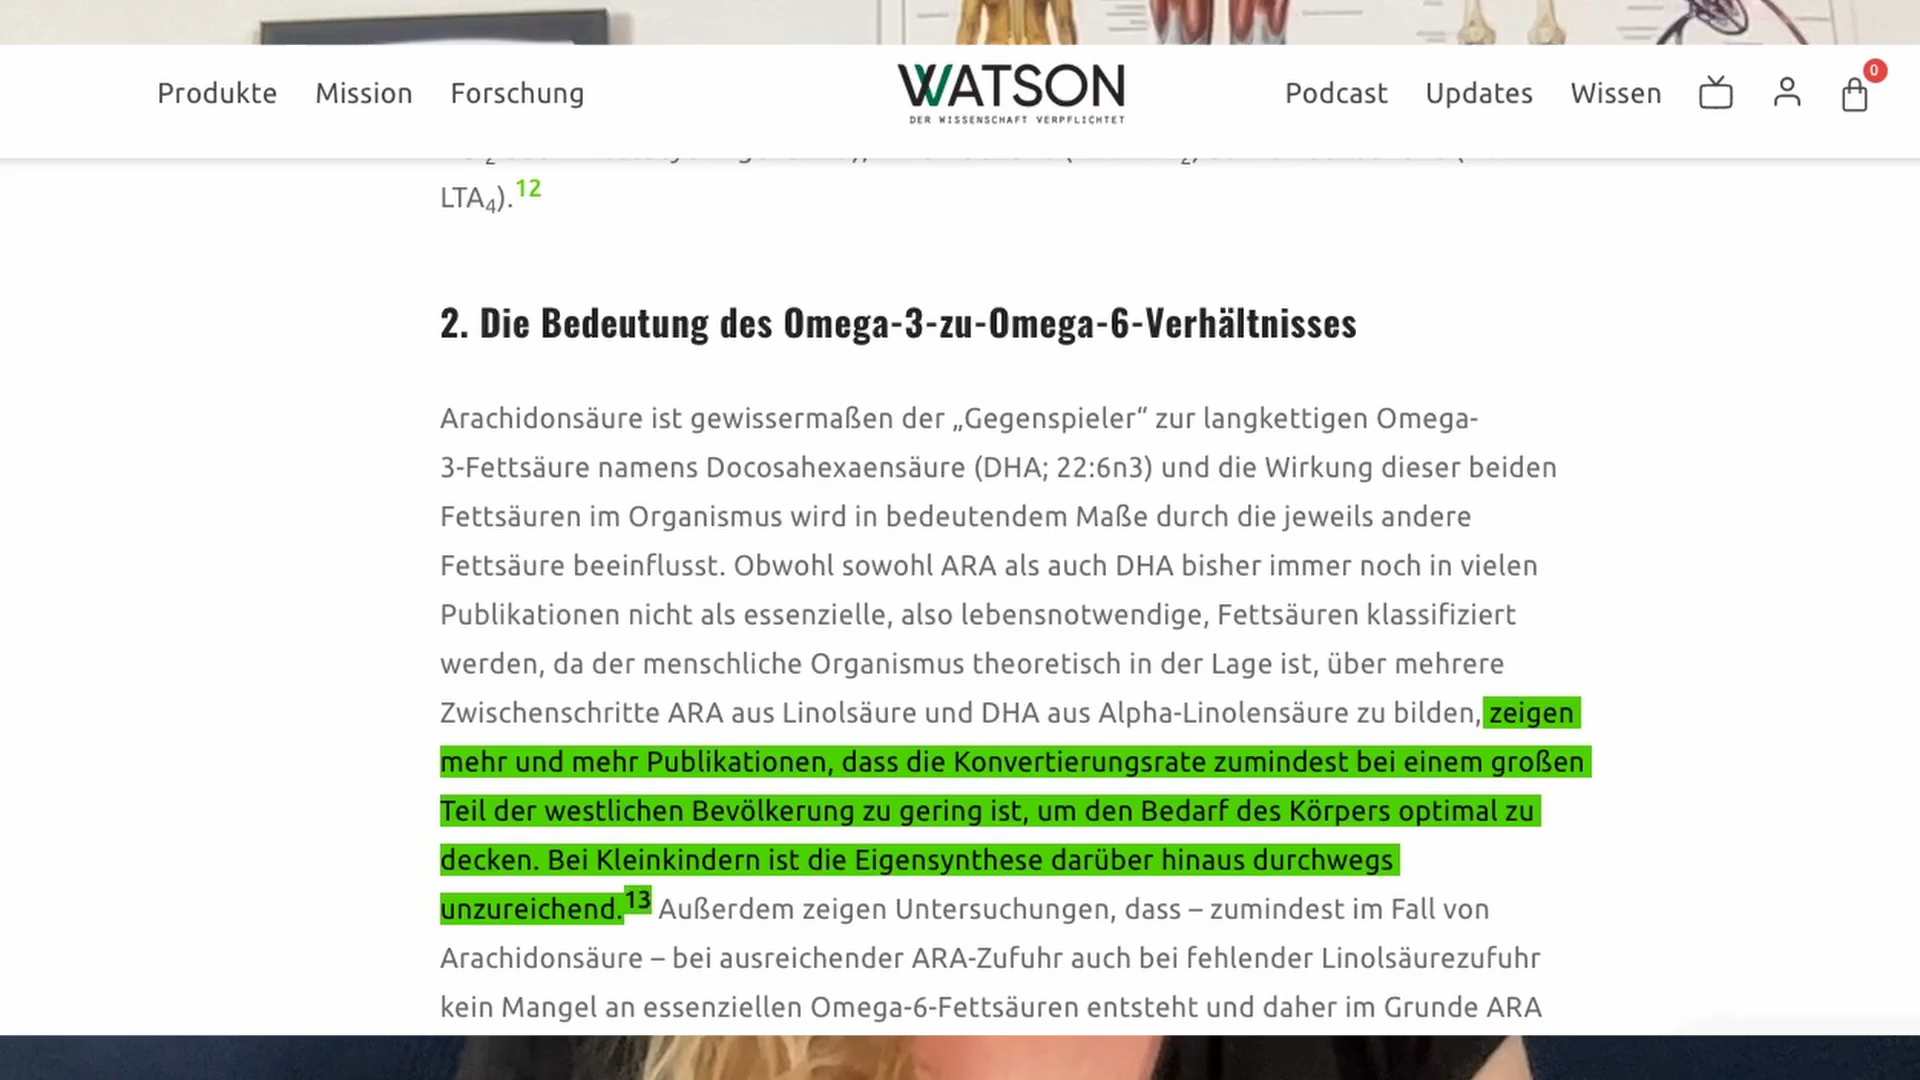 Produkte Mission Forschung WATSON Podcast Updates Wissen 0
DER WISSENSCHAFT VERPFLICHTET
LTA₄).¹²
2. Die Bedeutung des Omega-3-zu-Omega-6-Verhältnisses
Arachidonsäure ist gewissermaßen der „Gegenspieler“ zur langkettigen Omega-
3-Fettsäure namens Docosahexaensäure (DHA; 22:6n3) und die Wirkung dieser beiden
Fettsäuren im Organismus wird in bedeutendem Maße durch die jeweils andere
Fettsäure beeinflusst. Obwohl sowohl ARA als auch DHA bisher immer noch in vielen
Publikationen nicht als essenzielle, also lebensnotwendige, Fettsäuren klassifiziert
werden, da der menschliche Organismus theoretisch in der Lage ist, über mehrere
Zwischenschritte ARA aus Linolsäure und DHA aus Alpha-Linolensäure zu bilden, zeigen
mehr und mehr Publikationen, dass die Konvertierungsrate zumindest bei einem großen
Teil der westlichen Bevölkerung zu gering ist, um den Bedarf des Körpers optimal zu
decken. Bei Kleinkindern ist die Eigensynthese darüber hinaus durchwegs
unzureichend.¹³ Außerdem zeigen Untersuchungen, dass – zumindest im Fall von
Arachidonsäure – bei ausreichender ARA-Zufuhr auch bei fehlender Linolsäurezufuhr
kein Mangel an essenziellen Omega-6-Fettsäuren entsteht und daher im Grunde ARA